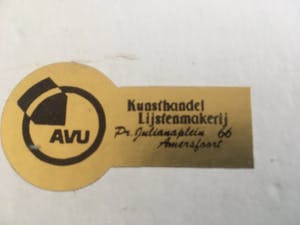 AVU
Kunsthandel
Lijstenmakerij
Pr. Julianaplein 66
Amersfoort